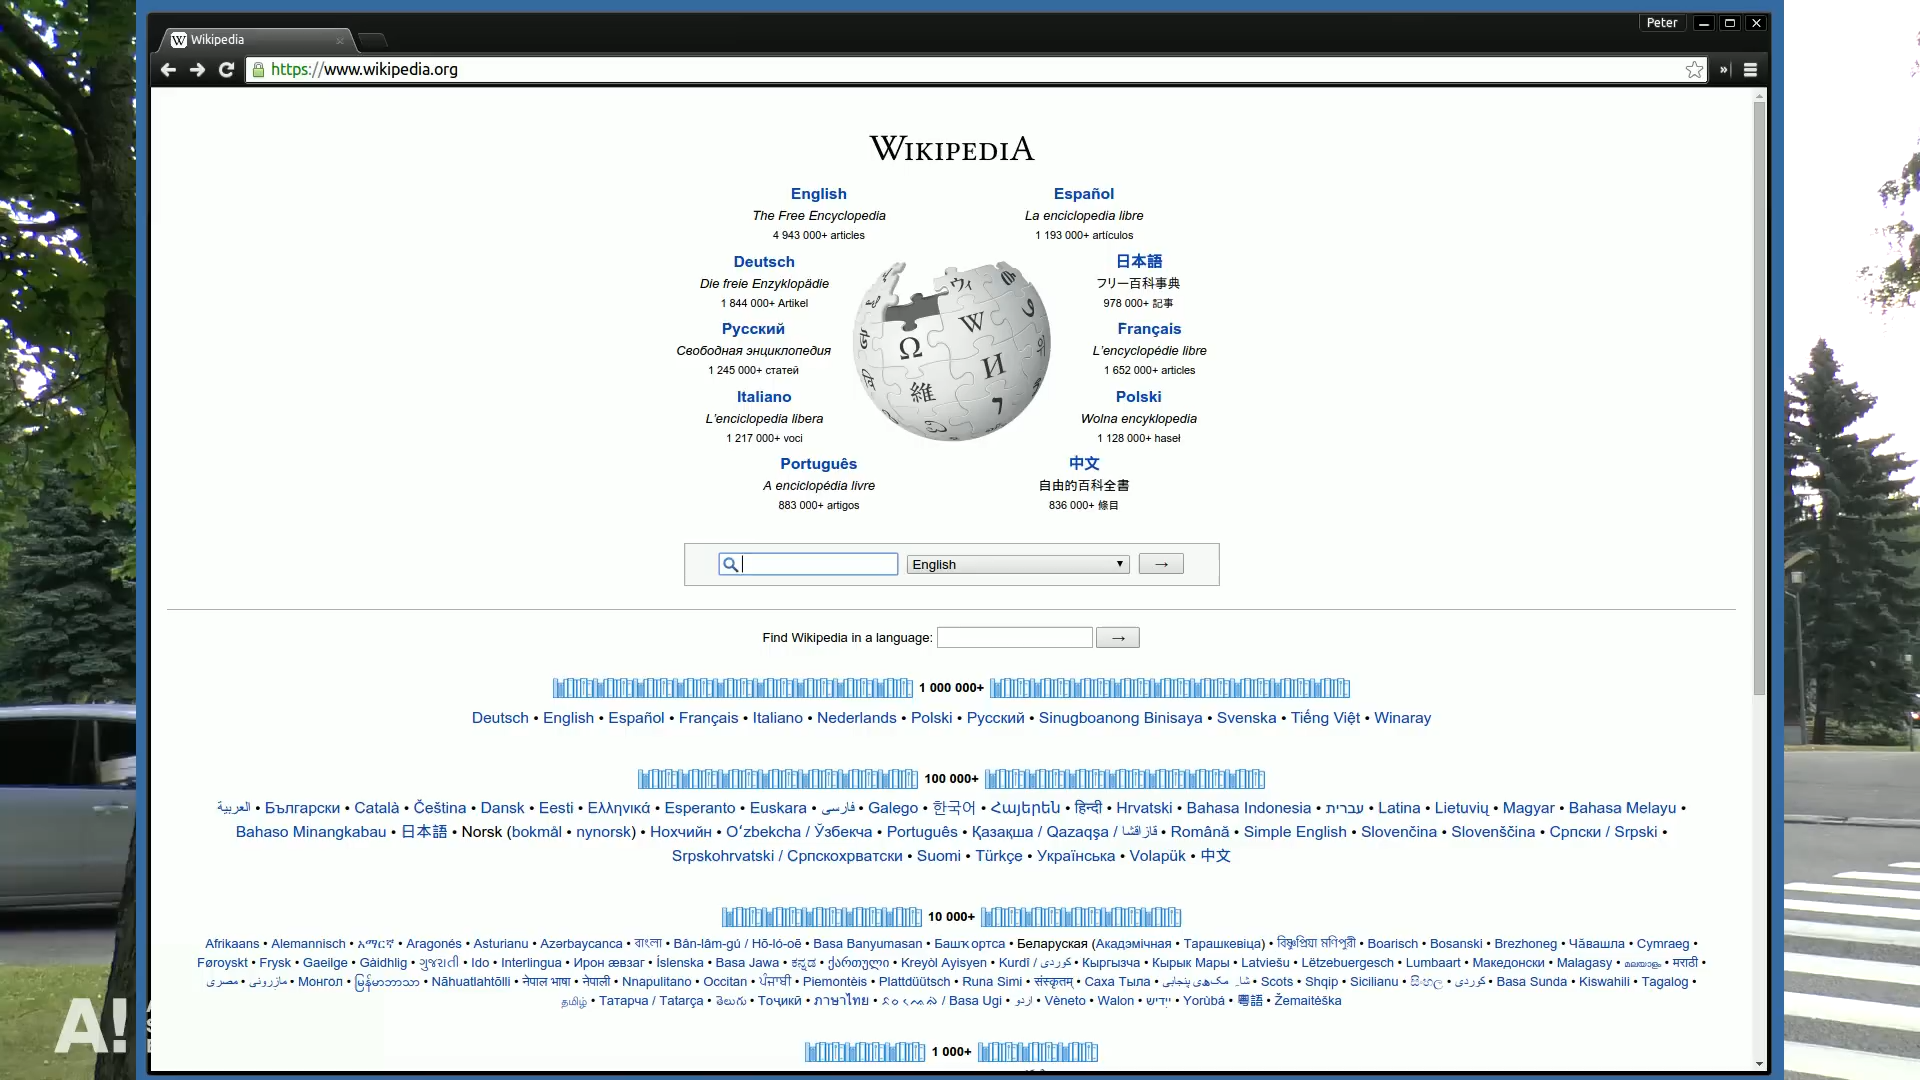 Peter
Wikipedia
https://www.wikipedia.org
WIKIPEDIA
English
The Free Encyclopedia
4 943 000+ articles
Español
La enciclopedia libre
1 193 000+ artículos
Deutsch
Die freie Enzyklopädie
1 844 000+ Artikel
日本語
フリー百科事典
978 000+ 記事
Русский
Свободная энциклопедия
1 245 000+ статей
Français
L'encyclopédie libre
1 652 000+ articles
Italiano
L'enciclopedia libera
1 217 000+ voci
Polski
Wolna encyklopedia
1 128 000+ haseł
Português
A enciclopédia livre
883 000+ artigos
中文
自由的百科全書
836 000+ 條目
English
→
Find Wikipedia in a language: →
1 000 000+
Deutsch • English • Español • Français • Italiano • Nederlands • Polski • Русский • Sinugboanong Binisaya • Svenska • Tiếng Việt • Winaray
100 000+
العربية • Български • Català • Čeština • Dansk • Eesti • Ελληνικά • Esperanto • Euskara • فارسی • Galego • 한국어 • Հայերեն • हिन्दी • Hrvatski • Bahasa Indonesia • עברית • Latina • Lietuvių • Magyar • Bahasa Melayu •
Bahaso Minangkabau • 日本語 • Norsk (bokmål • nynorsk) • Нохчийн • Oʻzbekcha / Ўзбекча • Português • Қазақша / Qazaqşa / قازاقشا • Română • Simple English • Slovenčina • Slovenščina • Српски / Srpski •
Srpskohrvatski / Српскохрватски • Suomi • Türkçe • Українська • Volapük • 中文
10 000+
Afrikaans • Alemannisch • አማርኛ • Aragonés • Asturianu • Azərbaycanca • বাংলা • Bân-lâm-gú / Hō-ló-oē • Basa Banyumasan • Башҡортса • Беларуская (Акадэмічная • Тарашкевіца) • বিষ্ণুপ্রিয়া মণিপুরী • Boarisch • Bosanski • Brezhoneg • Чӑвашла • Cymraeg •
Føroyskt • Frysk • Gaeilge • Gàidhlig • ગુજરાતી • Ido • Interlingua • Ирон æвзаг • Íslenska • Basa Jawa • ಕನ್ನಡ • ქართული • Kreyòl Ayisyen • Kurdî / كوردی • Кыргызча • Кырык Мары • Latviešu • Lëtzebuergesch • Lumbaart • Македонски • Malagasy • മലയാളം • मराठी •
مصرى • مازرونی • Монгол • မြန်မာဘာသာ • Nāhuatlahtōlli • नेपाल भाषा • नेपाली • Nnapulitano • Occitan • ਪੰਜਾਬੀ • Piemontèis • Plattdüütsch • Runa Simi • संस्कृतम् • Саха Тыла • شاہ مکھی پنجابی • Scots • Shqip • Sicilianu • සිංහල • کوردی • Basa Sunda • Kiswahili • Tagalog •
தமிழ் • Татарча / Tatarça • తెలుగు • Тоҷикӣ • ภาษาไทย • ᨅᨔ ᨕᨙᨁᨗ / Basa Ugi • اردو • Vèneto • Walon • ייִדיש • Yorùbá • 粵語 • Žemaitėška
1 000+
A!